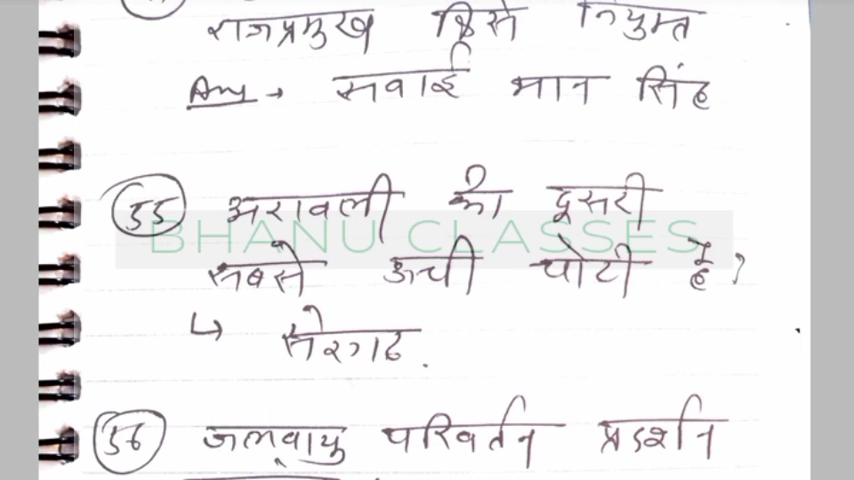 राजप्रमुख किसे नियुक्त
Ans → सवाई मान सिंह
55 अरावली की दूसरी
BHANU CLASSES
सबसे ऊंची चोटी है?
↳ सेरगढ.
56 जलवायु परिवर्तन प्रदर्शन